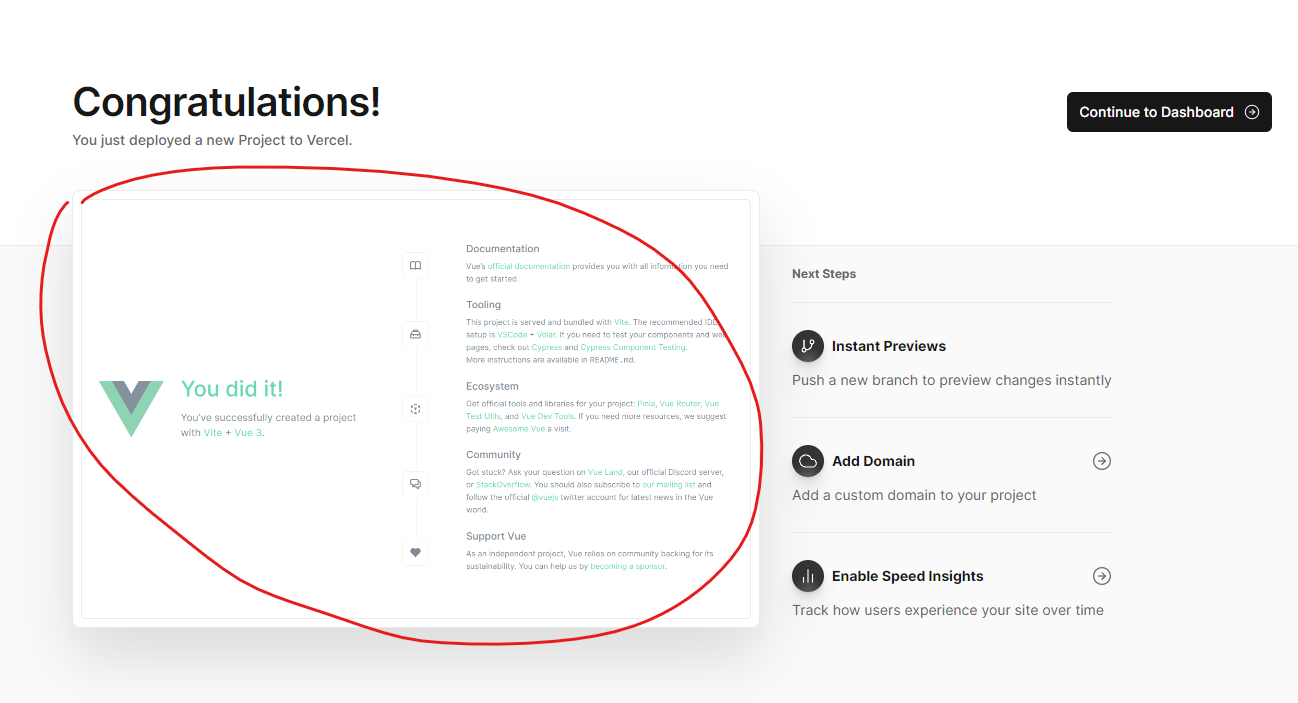 Congratulations!
You just deployed a new Project to Vercel.
Continue to Dashboard
You did it!
You've successfully created a project
with Vite + Vue 3.
Documentation
Vue's official documentation provides you with all information you need
to get started.
Tooling
This project is served and bundled with Vite. The recommended IDE
setup is VSCode + Volar. If you need to test your components and web
pages, check out Cypress and Cypress Component Testing.
More instructions are available in README.md.
Ecosystem
Get official tools and libraries for your project: Pinia, Vue Router, Vue
Test Utils, and Vue Dev Tools. If you need more resources, we suggest
paying Awesome Vue a visit.
Community
Got stuck? Ask your question on Vue Land, our official Discord server,
or StackOverflow. You should also subscribe to our mailing list and
follow the official @vuejs twitter account for latest news in the Vue
world.
Support Vue
As an independent project, Vue relies on community backing for its
sustainability. You can help us by becoming a sponsor.
Next Steps
Instant Previews
Push a new branch to preview changes instantly
Add Domain
Add a custom domain to your project
Enable Speed Insights
Track how users experience your site over time